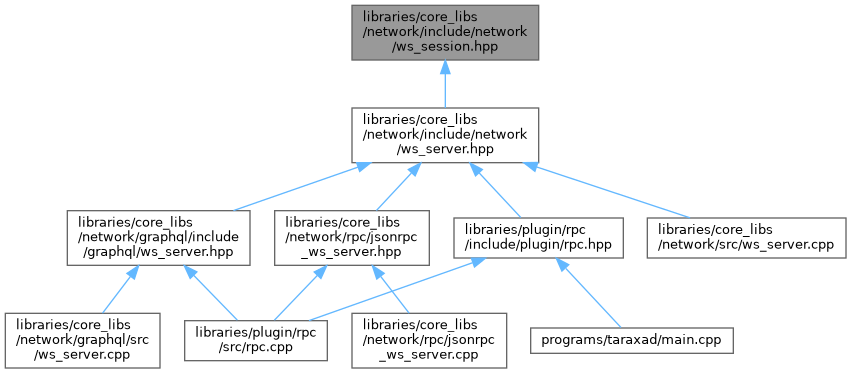 libraries/core_libs
/network/include/network
/ws_session.hpp
libraries/core_libs
/network/include/network
/ws_server.hpp
libraries/core_libs
/network/graphql/include
/graphql/ws_server.hpp
libraries/core_libs
/network/rpc/jsonrpc
_ws_server.hpp
libraries/plugin/rpc
/include/plugin/rpc.hpp
libraries/core_libs
/network/src/ws_server.cpp
libraries/core_libs
/network/graphql/src
/ws_server.cpp
libraries/plugin/rpc
/src/rpc.cpp
libraries/core_libs
/network/rpc/jsonrpc
_ws_server.cpp
programs/taraxad/main.cpp